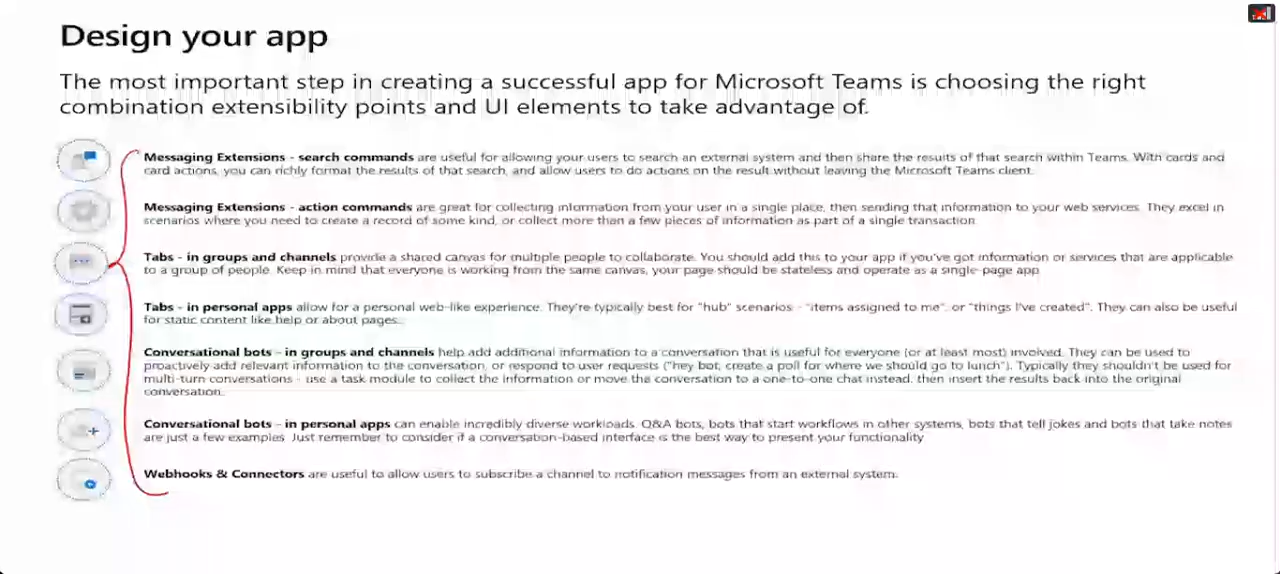 Design your app
The most important step in creating a successful app for Microsoft Teams is choosing the right
combination extensibility points and UI elements to take advantage of.
Messaging Extensions - search commands are useful for allowing your users to search an external system and then share the results of that search within Teams. With cards and
card actions, you can richly format the results of that search, and allow users to do actions on the result without leaving the Microsoft Teams client.
Messaging Extensions - action commands are great for collecting information from your user in a single place, then sending that information to your web services. They excel in
scenarios where you need to create a record of some kind, or collect more than a few pieces of information as part of a single transaction
Tabs - in groups and channels provide a shared canvas for multiple people to collaborate. You should add this to your app if you've got information or services that are applicable
to a group of people. Keep in mind that everyone is working from the same canvas, your page should be stateless and operate as a single-page app
Tabs - in personal apps allow for a personal web-like experience. They're typically best for "hub" scenarios - "items assigned to me", or "things I've created". They can also be useful
for static content like help or about pages.
Conversational bots - in groups and channels help add additional information to a conversation that is useful for everyone (or at least most) involved. They can be used to
proactively add relevant information to the conversation, or respond to user requests ("hey bot, create a poll for where we should go to lunch"). Typically they shouldn't be used for
multi-turn conversations - use a task module to collect the information or move the conversation to a one-to-one chat instead, then insert the results back into the original
conversation.
Conversational bots - in personal apps can enable incredibly diverse workloads. Q&A bots, bots that start workflows in other systems, bots that tell jokes and bots that take notes
are just a few examples. Just remember to consider if a conversation-based interface is the best way to present your functionality
Webhooks & Connectors are useful to allow users to subscribe a channel to notification messages from an external system.